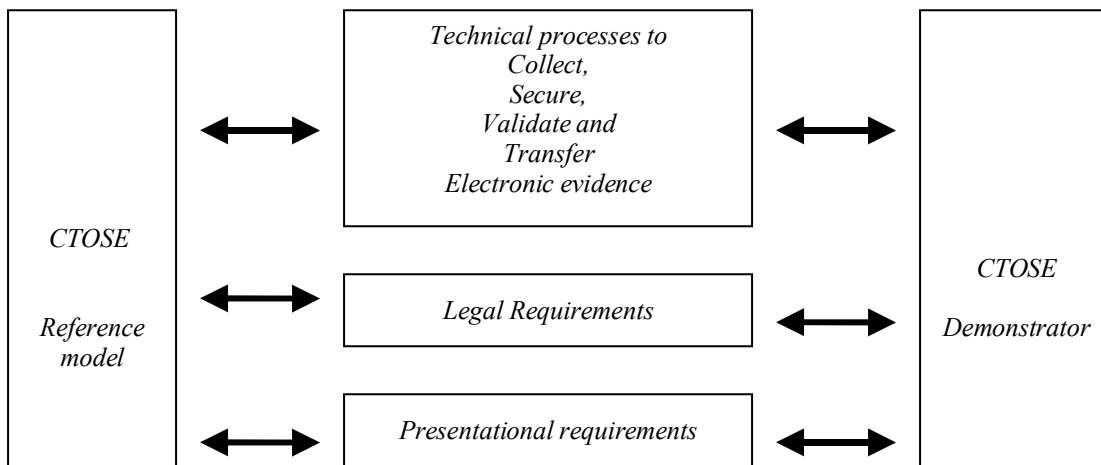 CTOSE
Reference
model
Technical processes to
Collect,
Secure,
Validate and
Transfer
Electronic evidence
Legal Requirements
Presentational requirements
CTOSE
Demonstrator